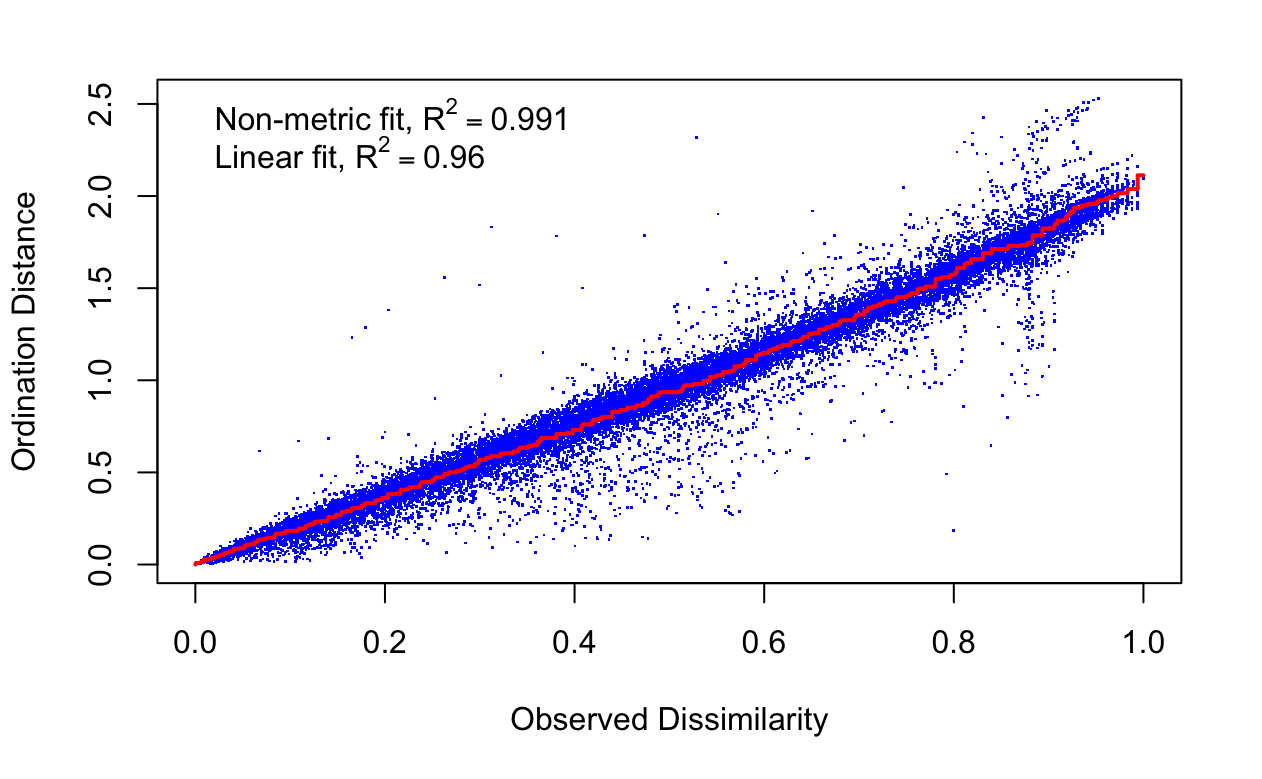 Non-metric fit, R² = 0.991
Linear fit, R² = 0.96
Ordination Distance
2.5
2.0
1.5
1.0
0.5
0.0
0.0 0.2 0.4 0.6 0.8 1.0
Observed Dissimilarity